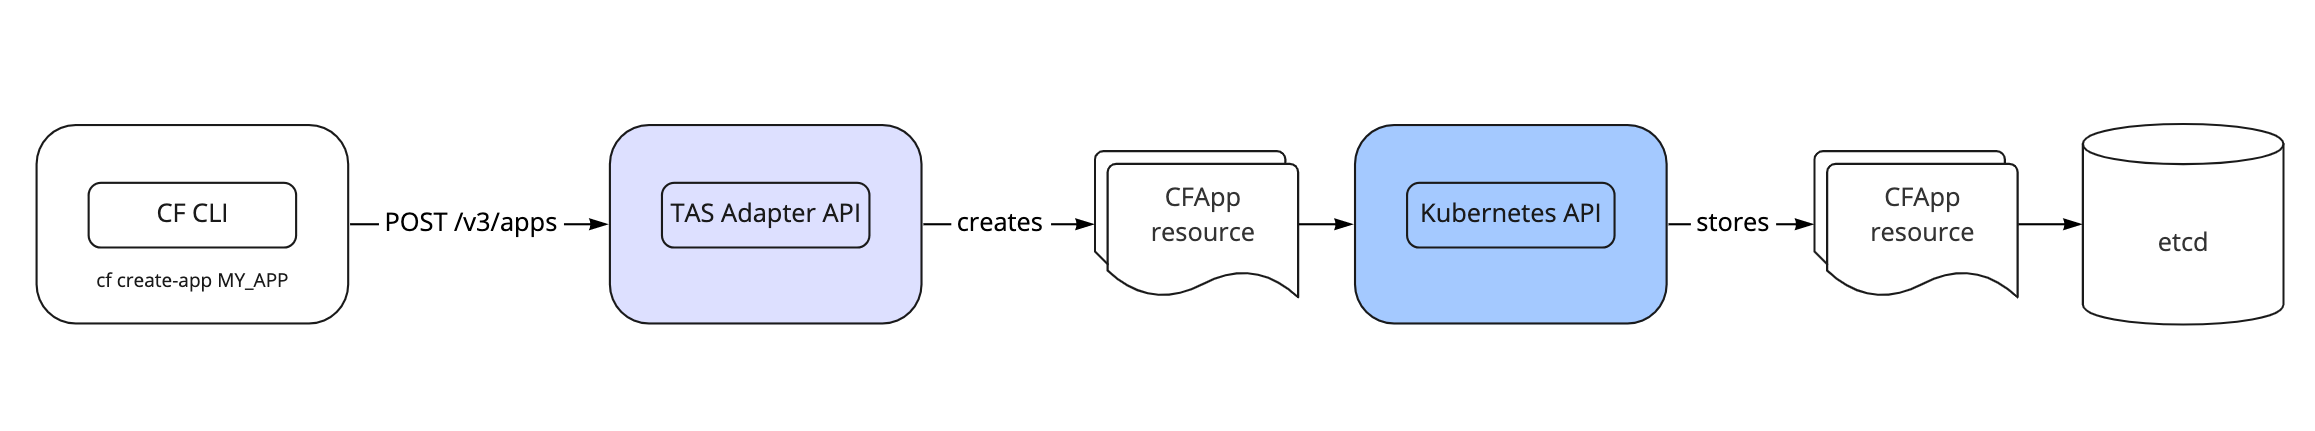 CF CLI
cf create-app MY_APP
POST /v3/apps
TAS Adapter API
creates
CFApp
resource
Kubernetes API
stores
CFApp
resource
etcd